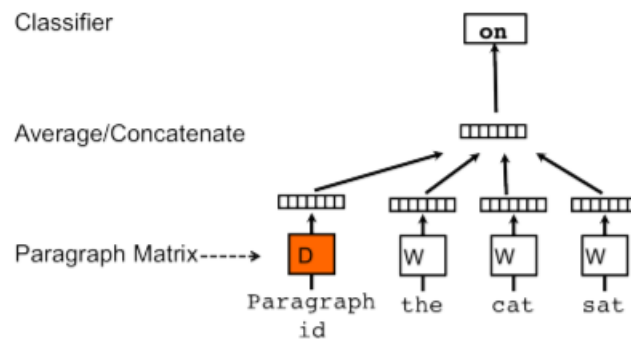 Classifier
on
Average/Concatenate
Paragraph Matrix
D
W
W
W
Paragraph
id
the
cat
sat